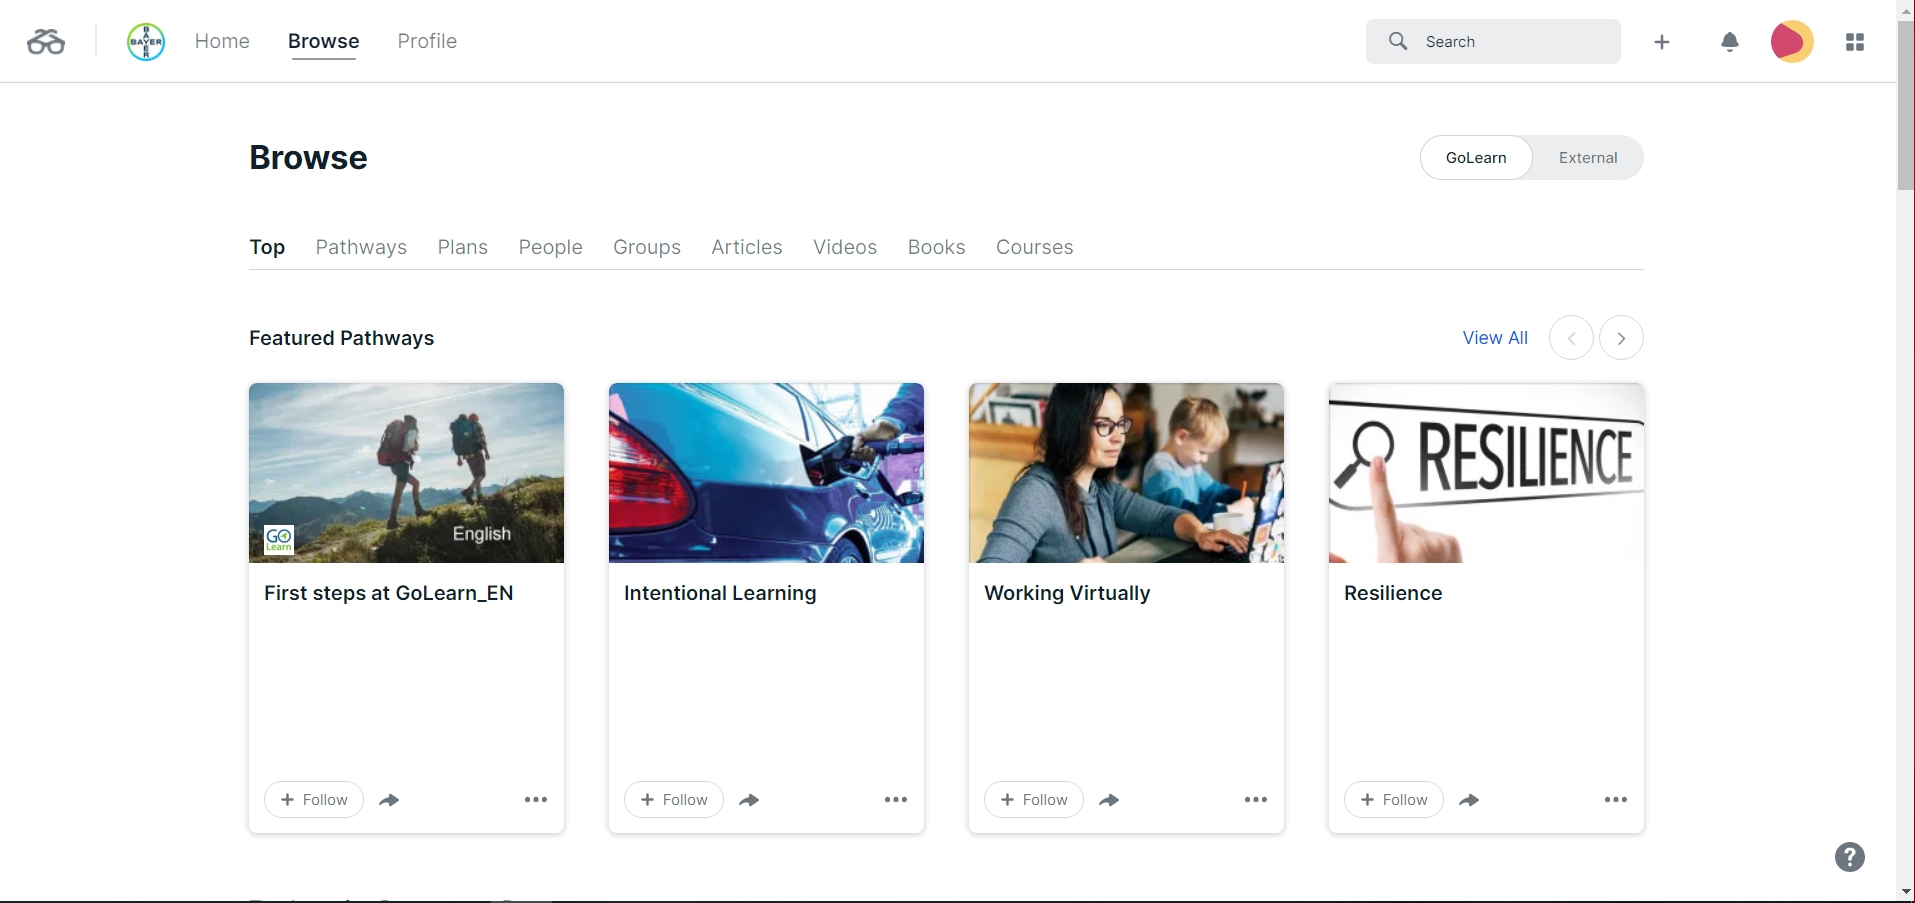 BAYER
Home
Browse
Profile
Search
Browse
GoLearn
External
Top
Pathways
Plans
People
Groups
Articles
Videos
Books
Courses
Featured Pathways
View All
GO
Learn
English
RESILIENCE
First steps at GoLearn_EN
Intentional Learning
Working Virtually
Resilience
+ Follow
+ Follow
+ Follow
+ Follow
?